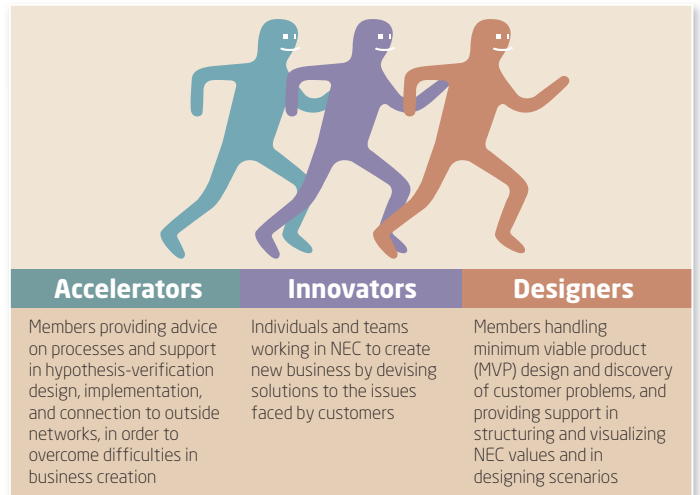 Accelerators
Members providing advice
on processes and support
in hypothesis-verification
design, implementation,
and connection to outside
networks, in order to
overcome difficulties in
business creation
Innovators
Individuals and teams
working in NEC to create
new business by devising
solutions to the issues
faced by customers
Designers
Members handling
minimum viable product
(MVP) design and discovery
of customer problems, and
providing support in
structuring and visualizing
NEC values and in
designing scenarios